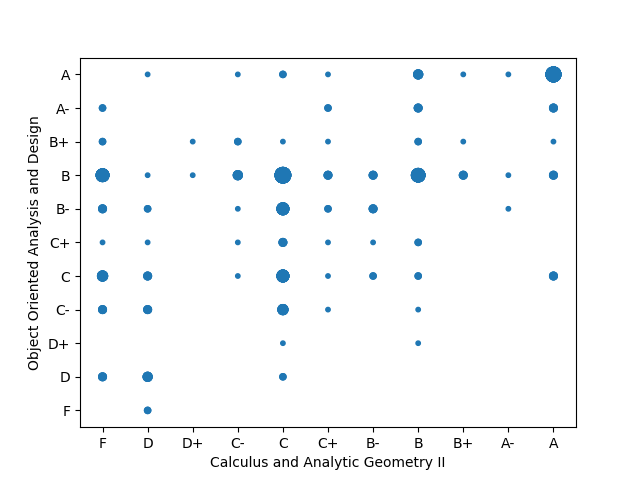 Object Oriented Analysis and Design
A
A-
B+
B
B-
C+
C
C-
D+
D
F
F D D+ C- C C+ B- B B+ A- A
Calculus and Analytic Geometry II